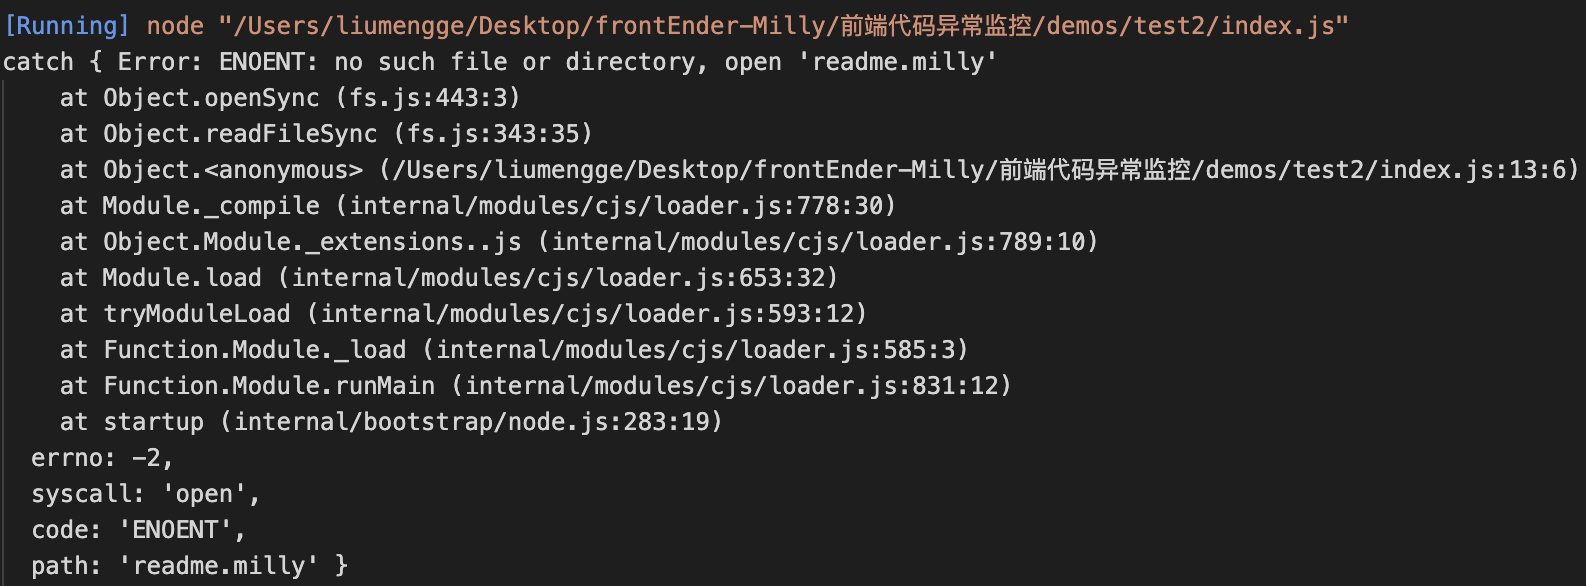 [Running] node "/Users/liumengge/Desktop/frontEnder-Milly/前端代码异常监控/demos/test2/index.js"
catch { Error: ENOENT: no such file or directory, open 'readme.milly'
    at Object.openSync (fs.js:443:3)
    at Object.readFileSync (fs.js:343:35)
    at Object.<anonymous> (/Users/liumengge/Desktop/frontEnder-Milly/前端代码异常监控/demos/test2/index.js:13:6)
    at Module._compile (internal/modules/cjs/loader.js:778:30)
    at Object.Module._extensions..js (internal/modules/cjs/loader.js:789:10)
    at Module.load (internal/modules/cjs/loader.js:653:32)
    at tryModuleLoad (internal/modules/cjs/loader.js:593:12)
    at Function.Module._load (internal/modules/cjs/loader.js:585:3)
    at Function.Module.runMain (internal/modules/cjs/loader.js:831:12)
    at startup (internal/bootstrap/node.js:283:19)
  errno: -2,
  syscall: 'open',
  code: 'ENOENT',
  path: 'readme.milly' }